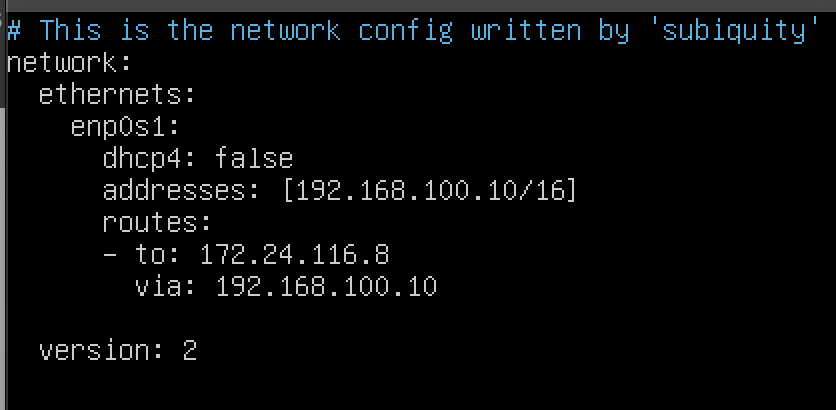 # This is the network config written by 'subiquity'
network:
  ethernets:
    enp0s1:
      dhcp4: false
      addresses: [192.168.100.10/16]
      routes:
      - to: 172.24.116.8
        via: 192.168.100.10

  version: 2